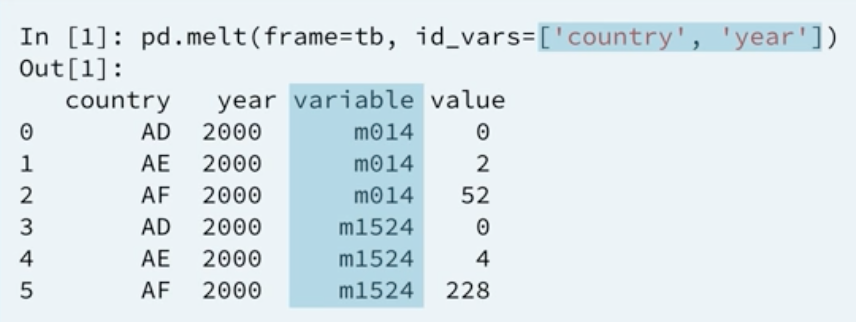 In [1]: pd.melt(frame=tb, id_vars=['country', 'year'])
Out[1]:
country year variable value
0 AD 2000 m014 0
1 AE 2000 m014 2
2 AF 2000 m014 52
3 AD 2000 m1524 0
4 AE 2000 m1524 4
5 AF 2000 m1524 228